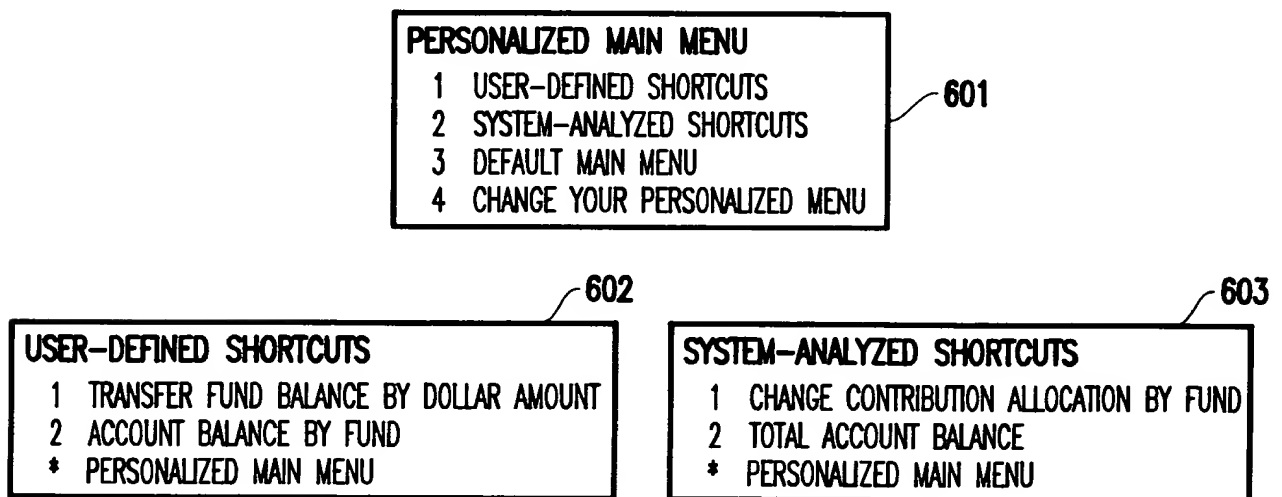 PERSONALIZED MAIN MENU
1 USER-DEFINED SHORTCUTS
2 SYSTEM-ANALYZED SHORTCUTS
3 DEFAULT MAIN MENU
4 CHANGE YOUR PERSONALIZED MENU
601
602
USER-DEFINED SHORTCUTS
1 TRANSFER FUND BALANCE BY DOLLAR AMOUNT
2 ACCOUNT BALANCE BY FUND
* PERSONALIZED MAIN MENU
603
SYSTEM-ANALYZED SHORTCUTS
1 CHANGE CONTRIBUTION ALLOCATION BY FUND
2 TOTAL ACCOUNT BALANCE
* PERSONALIZED MAIN MENU